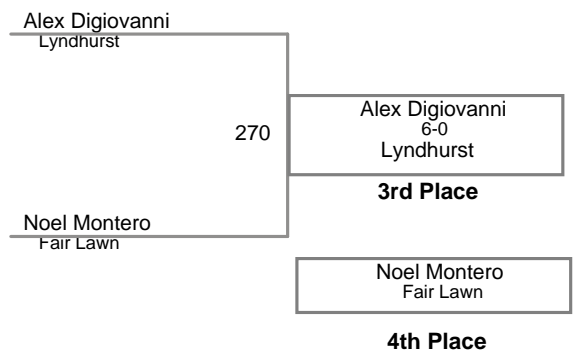 Alex Digiovanni
Lyndhurst
270
Alex Digiovanni
6-0
Lyndhurst
3rd Place
Noel Montero
Fair Lawn
Noel Montero
Fair Lawn
4th Place